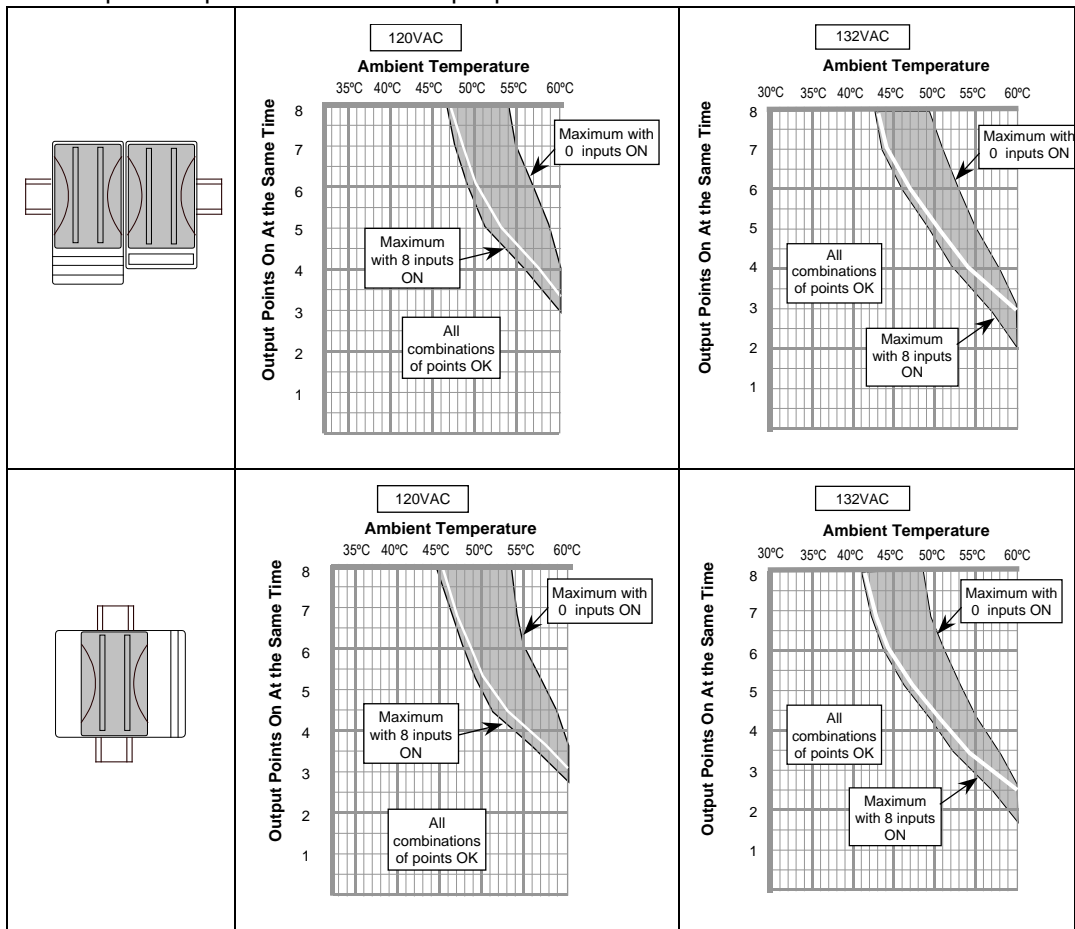 120VAC
Ambient Temperature
35ºC 40ºC 45ºC 50ºC 55ºC 60ºC
Output Points On At the Same Time
8
7
6
5
4
3
2
1
Maximum with
0 inputs ON
Maximum
with 8 inputs
ON
All
combinations
of points OK
132VAC
Ambient Temperature
30ºC 35ºC 40ºC 45ºC 50ºC 55ºC 60ºC
Output Points On At the Same Time
8
7
6
5
4
3
2
1
Maximum with
0 inputs ON
All
combinations
of points OK
Maximum
with 8 inputs
ON
120VAC
Ambient Temperature
35ºC 40ºC 45ºC 50ºC 55ºC 60ºC
Output Points On At the Same Time
8
7
6
5
4
3
2
1
Maximum with
0 inputs ON
Maximum
with 8 inputs
ON
All
combinations
of points OK
132VAC
Ambient Temperature
30ºC 35ºC 40ºC 45ºC 50ºC 55ºC 60ºC
Output Points On At the Same Time
8
7
6
5
4
3
2
1
Maximum with
0 inputs ON
All
combinations
of points OK
Maximum
with 8 inputs
ON